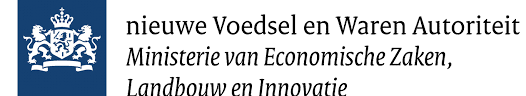 nieuwe Voedsel en Waren Autoriteit
Ministerie van Economische Zaken,
Landbouw en Innovatie